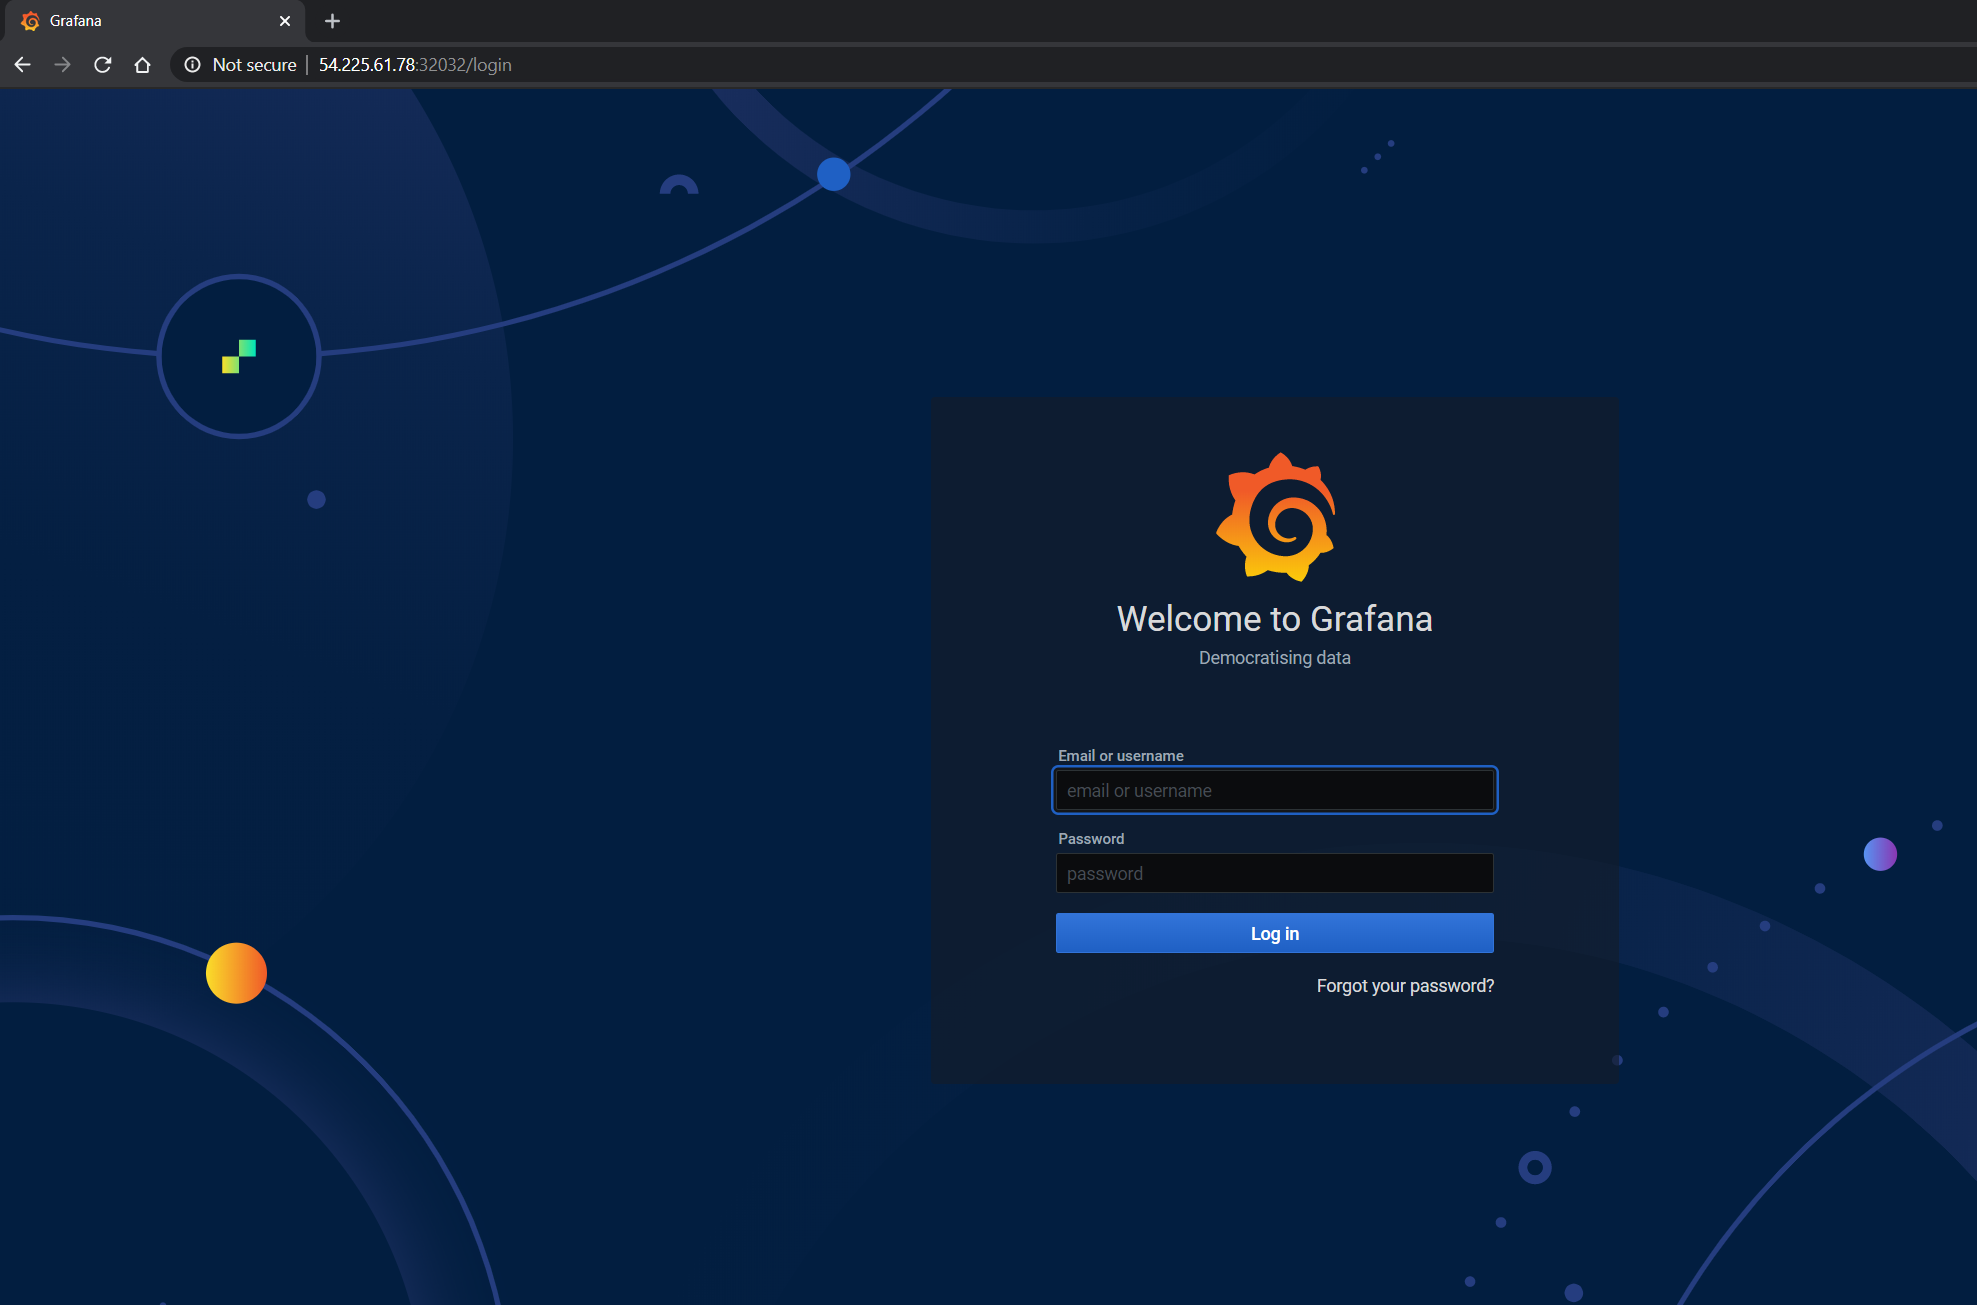 Grafana
Not secure
54.225.61.78:32032/login
Welcome to Grafana
Democratising data
Email or username
email or username
Password
password
Log in
Forgot your password?